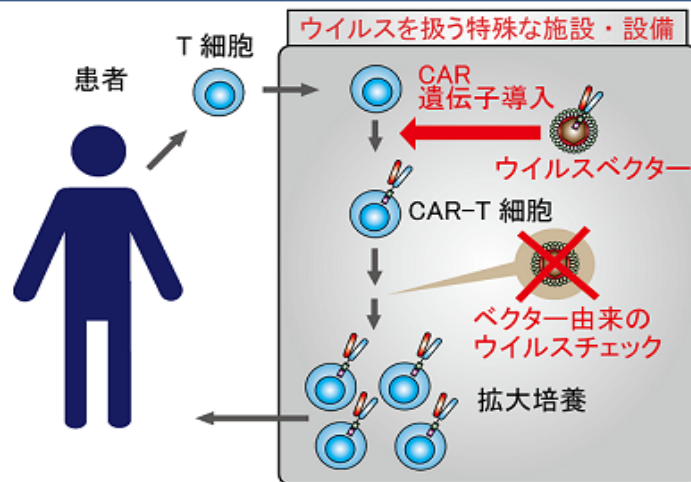 ウイルスを扱う特殊な施設・設備
T 細胞
患者
CAR
遺伝子導入
ウイルスベクター
CAR-T 細胞
ベクター由来の
ウイルスチェック
拡大培養